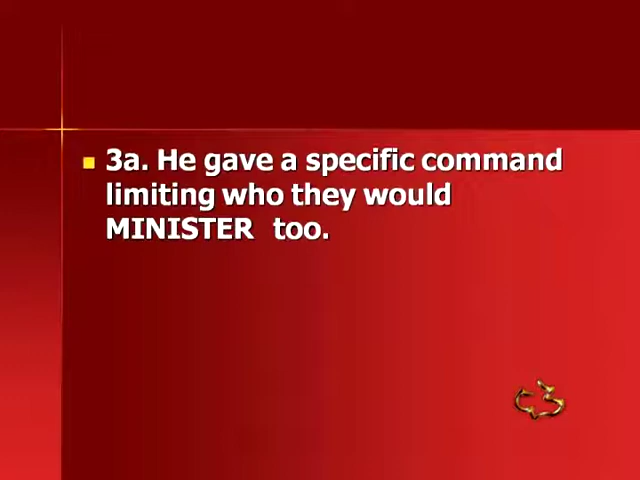 3a. He gave a specific command
limiting who they would
MINISTER too.